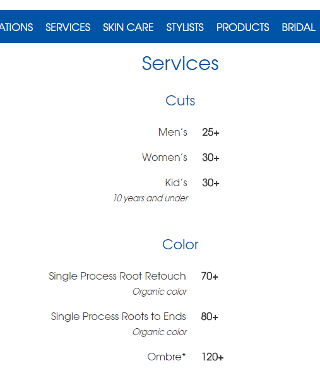 ATIONS SERVICES SKIN CARE STYLISTS PRODUCTS BRIDAL
Services
Cuts
Men's 25+
Women's 30+
Kid's 30+
10 years and under
Color
Single Process Root Retouch 70+
Organic color
Single Process Roots to Ends 80+
Organic color
Ombre* 120+